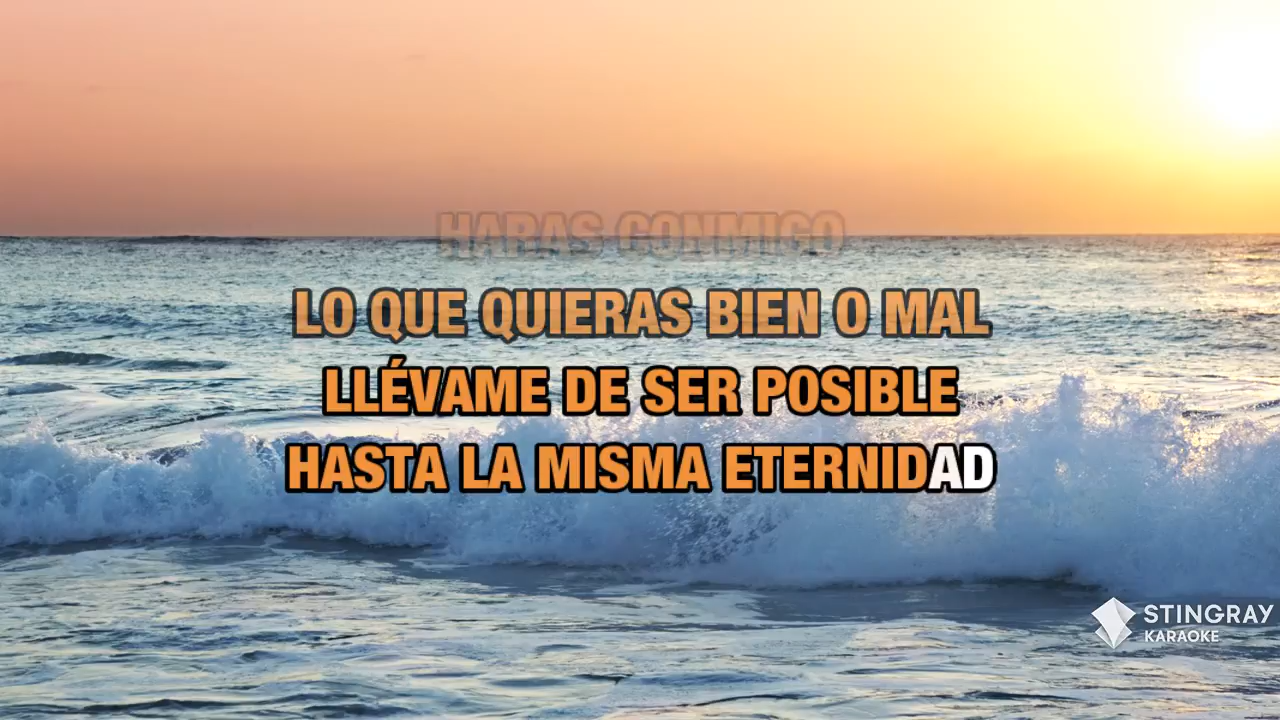 HARAS CONMIGO
LO QUE QUIERAS BIEN O MAL
LLÉVAME DE SER POSIBLE
HASTA LA MISMA ETERNIDAD
STINGRAY
KARAOKE